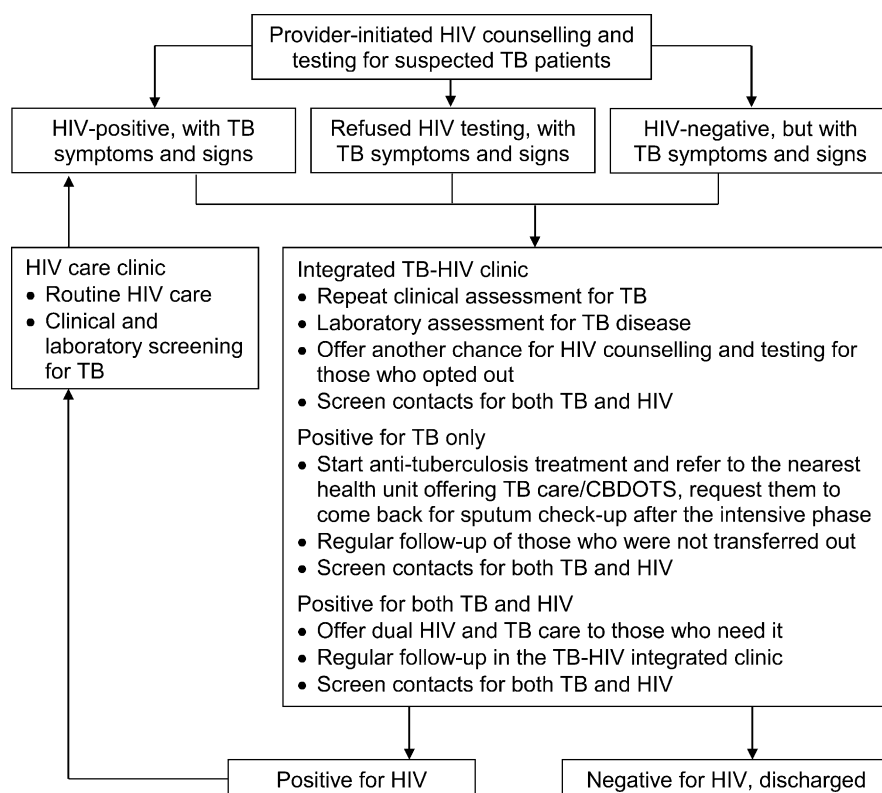 Provider-initiated HIV counselling and
testing for suspected TB patients
HIV-positive, with TB
symptoms and signs
Refused HIV testing, with
TB symptoms and signs
HIV-negative, but with
TB symptoms and signs
HIV care clinic
• Routine HIV care
• Clinical and
laboratory screening
for TB
Integrated TB-HIV clinic
• Repeat clinical assessment for TB
• Laboratory assessment for TB disease
• Offer another chance for HIV counselling and testing for
those who opted out
• Screen contacts for both TB and HIV
Positive for TB only
• Start anti-tuberculosis treatment and refer to the nearest
health unit offering TB care/CBDOTS, request them to
come back for sputum check-up after the intensive phase
• Regular follow-up of those who were not transferred out
• Screen contacts for both TB and HIV
Positive for both TB and HIV
• Offer dual HIV and TB care to those who need it
• Regular follow-up in the TB-HIV integrated clinic
• Screen contacts for both TB and HIV
Positive for HIV
Negative for HIV, discharged